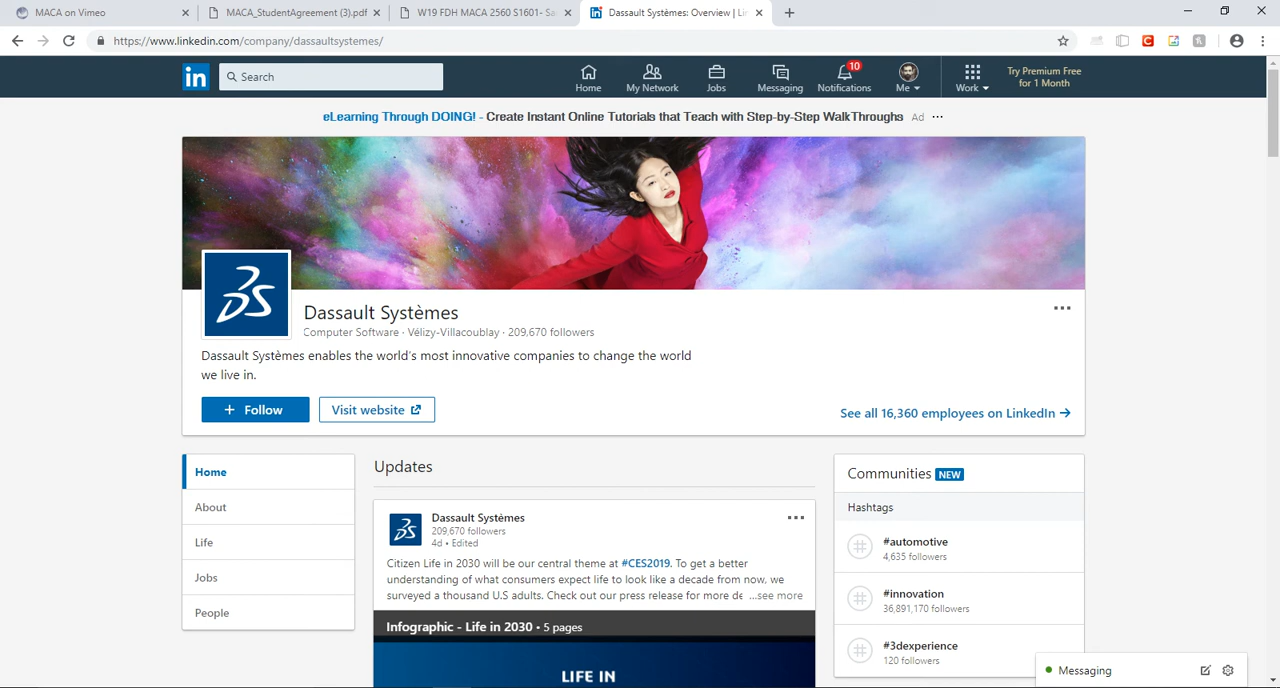 MACA on Vimeo
MACA_StudentAgreement (3).pdf
W19 FDH MACA 2560 S1601- Sa
Dassault Systèmes: Overview | Li
https://www.linkedin.com/company/dassaultsystemes/
in
Search
Home
My Network
Jobs
Messaging
10
Notifications
Me
Work
Try Premium Free
for 1 Month
eLearning Through DOING! - Create Instant Online Tutorials that Teach with Step-by-Step WalkThroughs Ad
Dassault Systèmes
Computer Software · Vélizy-Villacoublay · 209,670 followers
Dassault Systèmes enables the world's most innovative companies to change the world
we live in.
+ Follow
Visit website
See all 16,360 employees on LinkedIn →
Home
About
Life
Jobs
People
Updates
Dassault Systèmes
209,670 followers
4d • Edited
Citizen Life in 2030 will be our central theme at #CES2019. To get a better
understanding of what consumers expect life to look like a decade from now, we
surveyed a thousand U.S adults. Check out our press release for more de ...see more
Infographic - Life in 2030 • 5 pages
LIFE IN
Communities NEW
Hashtags
#automotive
4,635 followers
#innovation
36,891,170 followers
#3dexperience
120 followers
Messaging